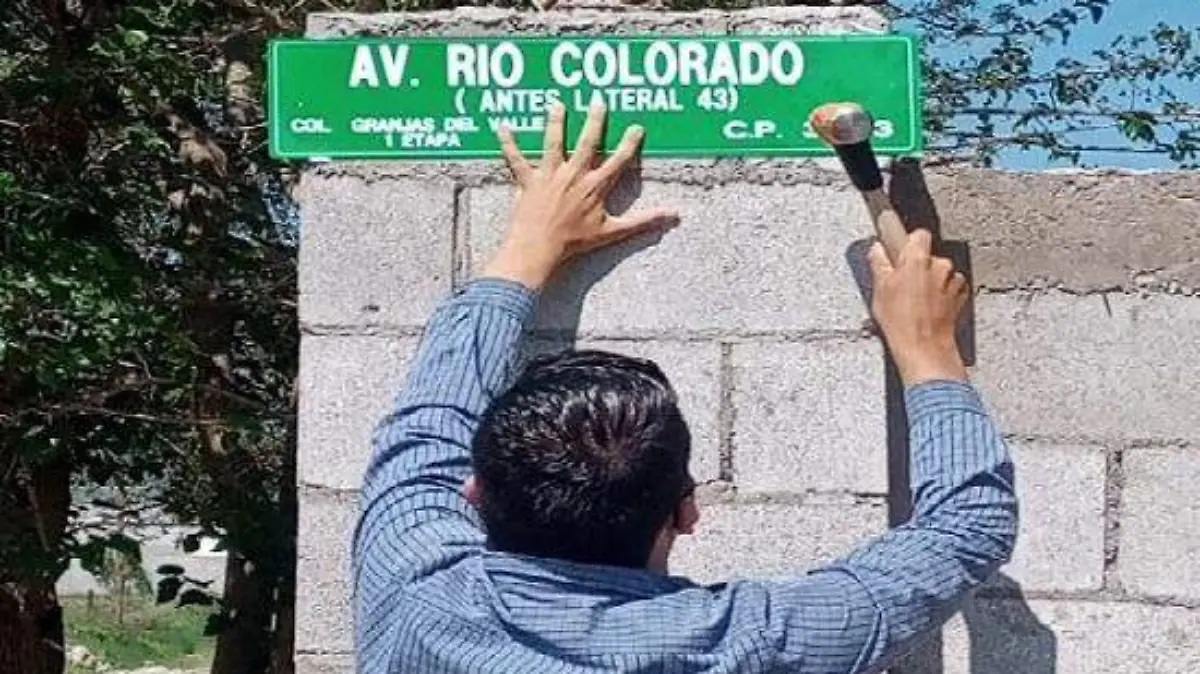 AV. RIO COLORADO
( ANTES LATERAL 43)
COL. GRANJAS DEL VALLE C.P.
1 ETAPA